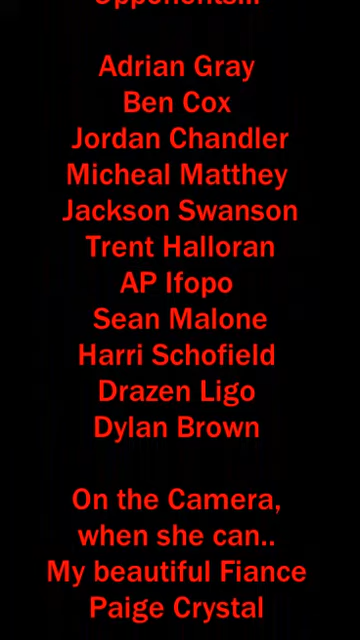 Opponents...
Adrian Gray
Ben Cox
Jordan Chandler
Micheal Matthey
Jackson Swanson
Trent Halloran
AP Ifopo
Sean Malone
Harri Schofield
Drazen Ligo
Dylan Brown
On the Camera,
when she can..
My beautiful Fiance
Paige Crystal